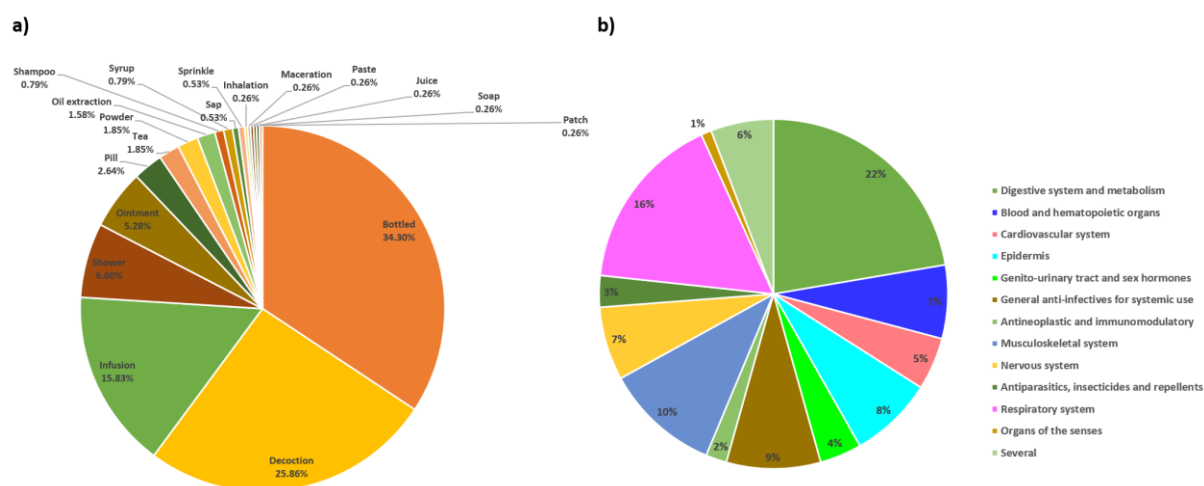 a)
Shampoo
0.79%
Syrup
0.79%
Sprinkle
0.53%
Inhalation
0.26%
Maceration
0.26%
Paste
0.26%
Juice
0.26%
Soap
0.26%
Patch
0.26%
Oil extraction
1.58%
Sap
0.53%
Powder
1.85%
Tea
1.85%
Pill
2.64%
Ointment
5.28%
Shower
6.60%
Infusion
15.83%
Decoction
25.86%
Bottled
34.30%
b)
22%
7%
5%
8%
4%
9%
2%
10%
7%
3%
16%
1%
6%
Digestive system and metabolism
Blood and hematopoietic organs
Cardiovascular system
Epidermis
Genito-urinary tract and sex hormones
General anti-infectives for systemic use
Antineoplastic and immunomodulatory
Musculoskeletal system
Nervous system
Antiparasitics, insecticides and repellents
Respiratory system
Organs of the senses
Several